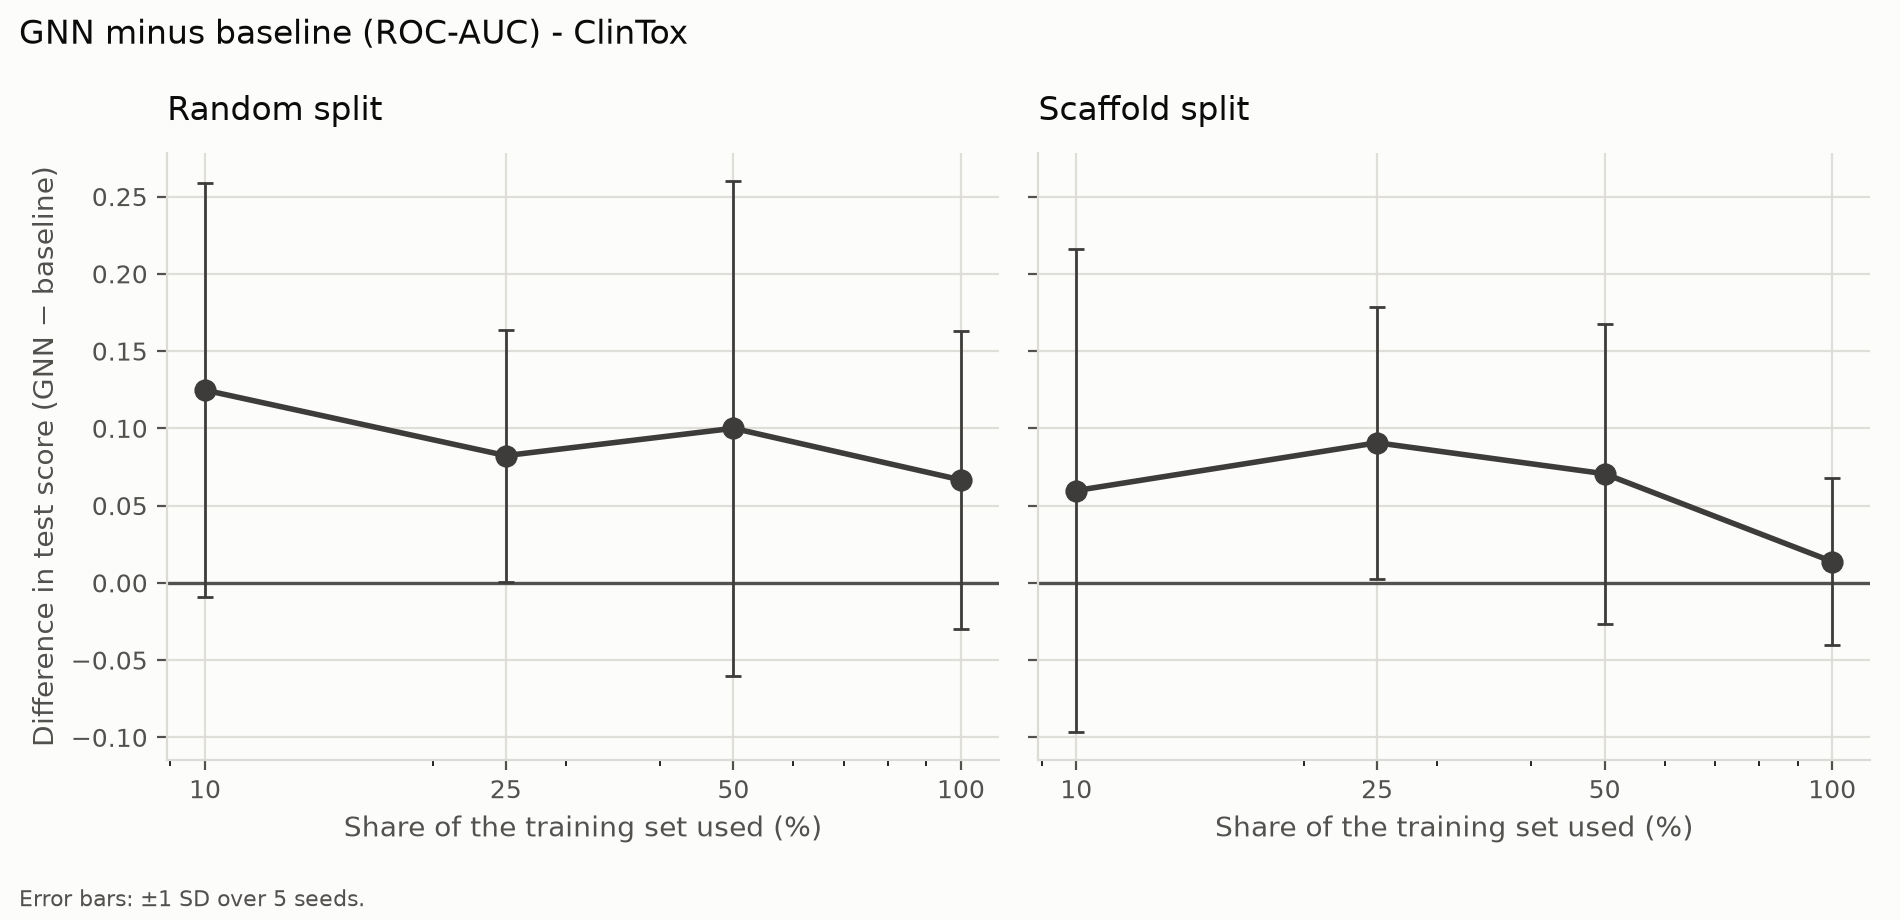 GNN minus baseline (ROC-AUC) - ClinTox
Random split
Scaffold split
Difference in test score (GNN − baseline)
0.25
0.20
0.15
0.10
0.05
0.00
−0.05
−0.10
10 25 50 100
10 25 50 100
Share of the training set used (%)
Share of the training set used (%)
Error bars: ±1 SD over 5 seeds.